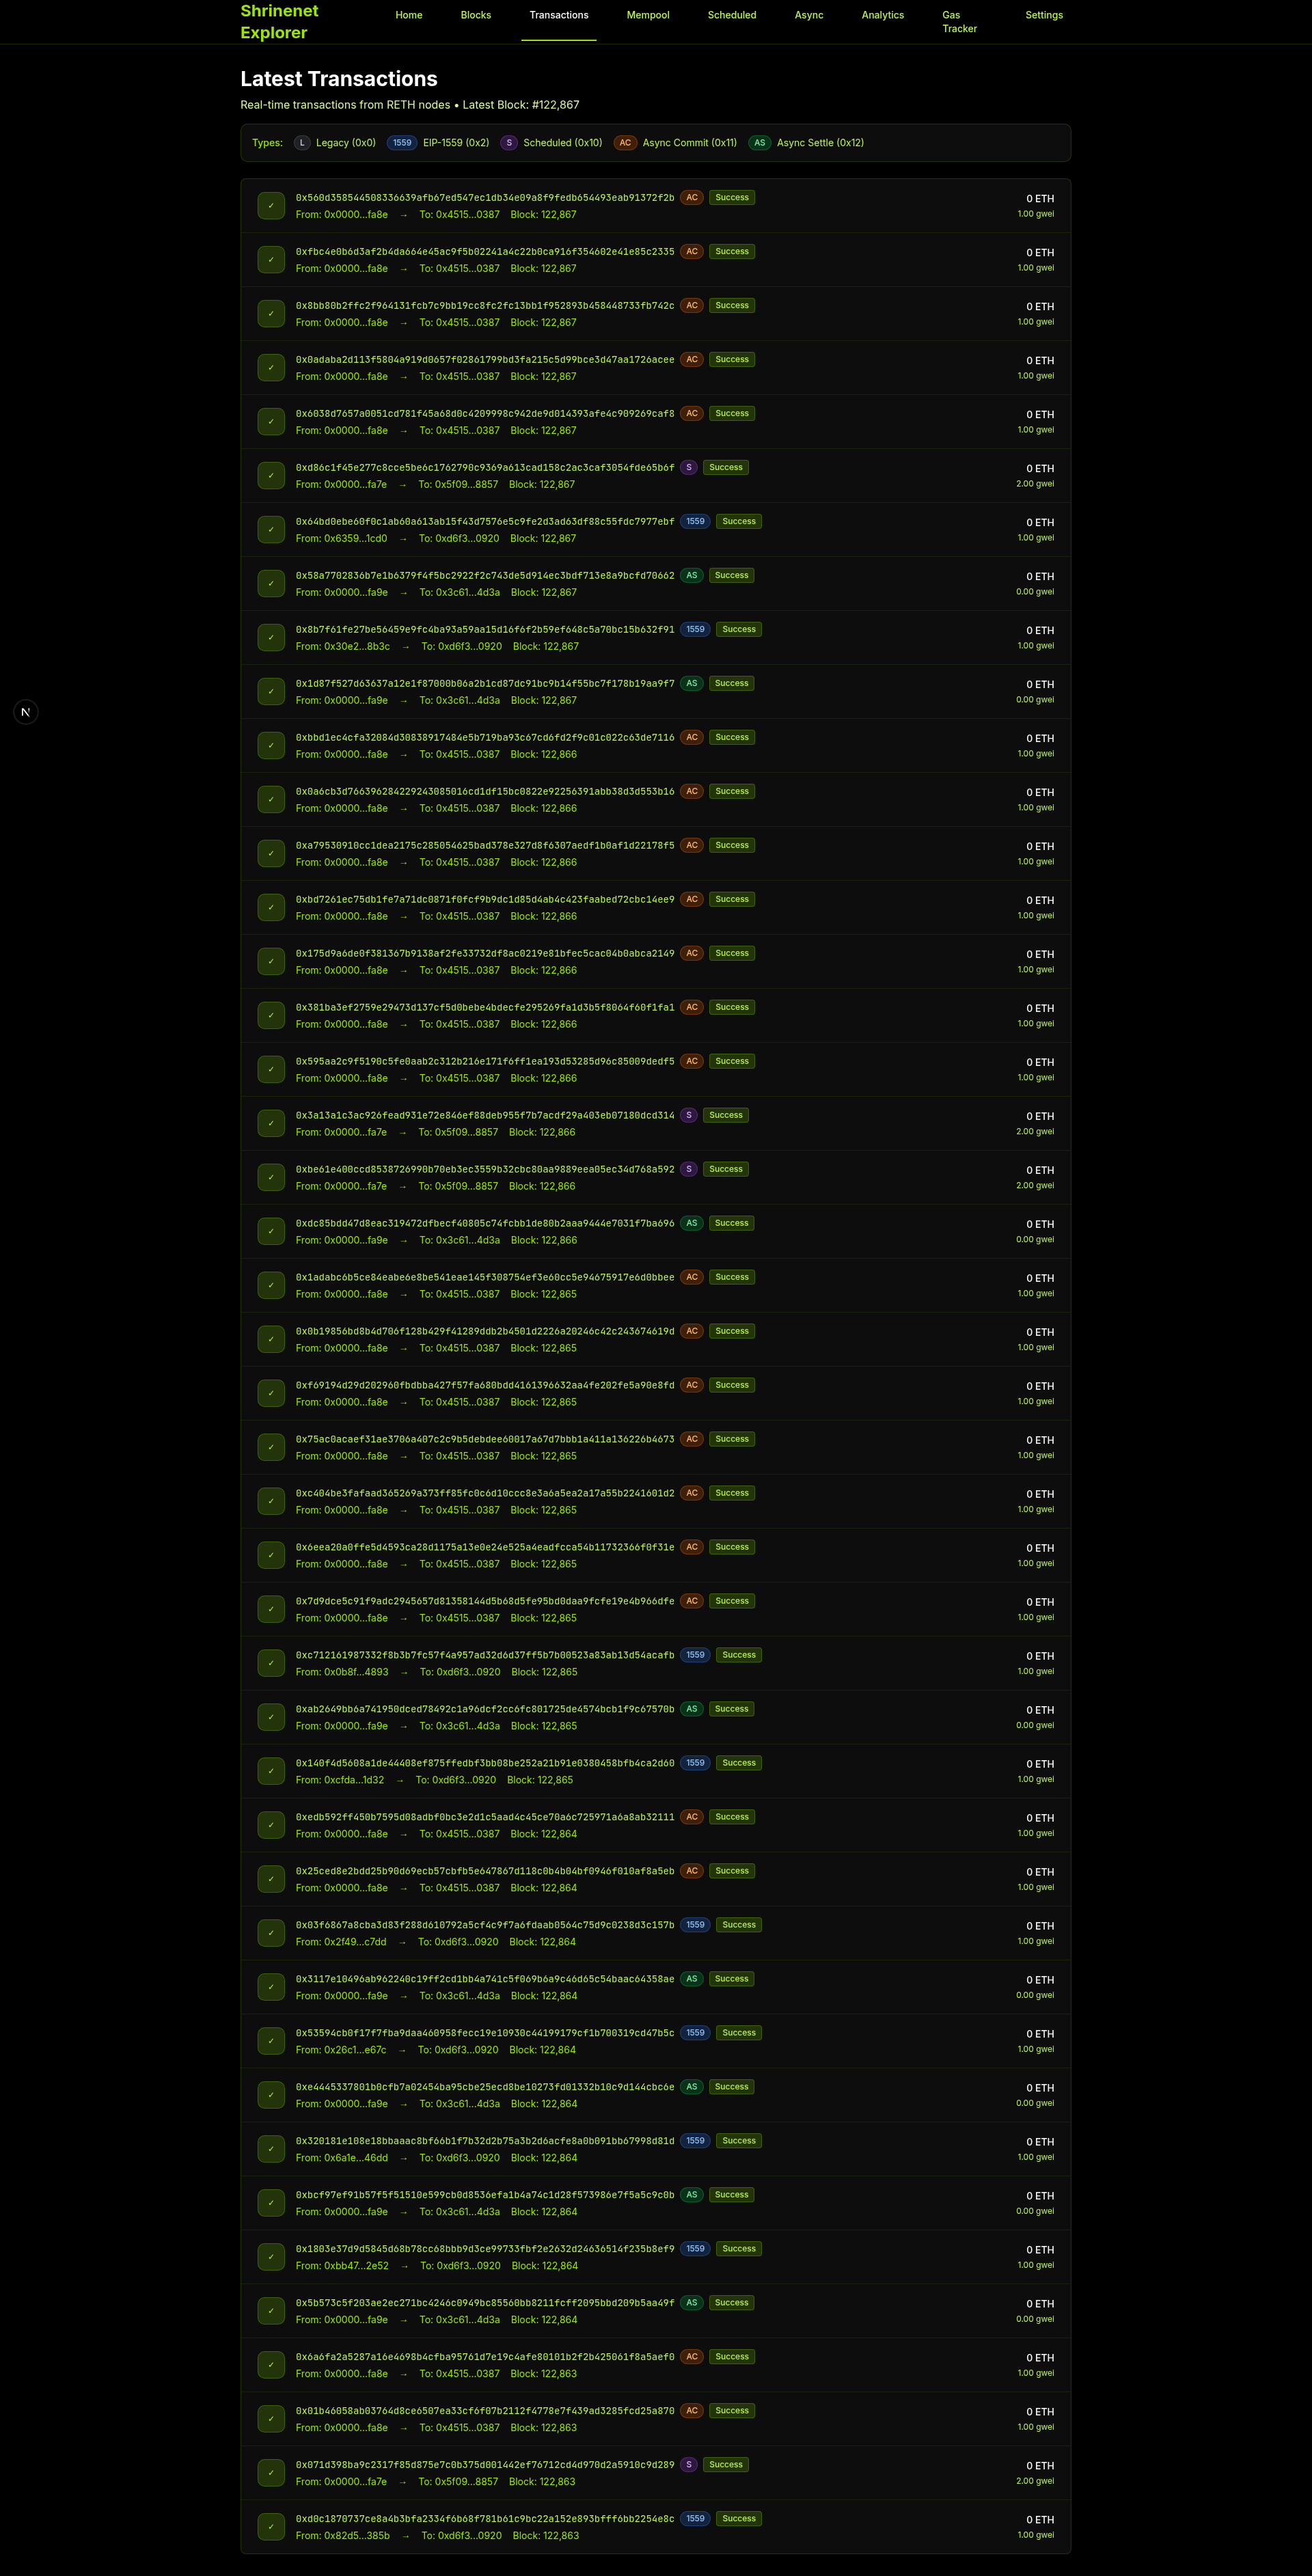 Shrinenet
Explorer
Home
Blocks
Transactions
Mempool
Scheduled
Async
Analytics
Gas
Tracker
Settings
Latest Transactions
Real-time transactions from RETH nodes • Latest Block: #122,867
Types: L Legacy (0x0) 1559 EIP-1559 (0x2) S Scheduled (0x10) AC Async Commit (0x11) AS Async Settle (0x12)
✓ 0x560d358544508336639afb67ed547ec1db34e09a8f9fedb654493eab91372f2b AC Success 0 ETH
From: 0x0000...fa8e → To: 0x4515...0387 Block: 122,867 1.00 gwei
✓ 0xfbc4e0b6d3af2b4da664e45ac9f5b02241a4c22b0ca916f354602e41e85c2335 AC Success 0 ETH
From: 0x0000...fa8e → To: 0x4515...0387 Block: 122,867 1.00 gwei
✓ 0x8bb80b2ffc2f964131fcb7c9bb19cc8fc2fc13bb1f952893b458448733fb742c AC Success 0 ETH
From: 0x0000...fa8e → To: 0x4515...0387 Block: 122,867 1.00 gwei
✓ 0x0adaba2d113f5804a919d0657f02861799bd3fa215c5d99bce3d47aa1726acee AC Success 0 ETH
From: 0x0000...fa8e → To: 0x4515...0387 Block: 122,867 1.00 gwei
✓ 0x6038d7657a0051cd781f45a68d0c4209998c942de9d014393afe4c909269caf8 AC Success 0 ETH
From: 0x0000...fa8e → To: 0x4515...0387 Block: 122,867 1.00 gwei
✓ 0xd86c1f45e277c8cce5be6c1762790c9369a613cad158c2ac3caf3054fde65b6f S Success 0 ETH
From: 0x0000...fa7e → To: 0x5f09...8857 Block: 122,867 2.00 gwei
✓ 0x64bd0ebe60f0c1ab60a613ab15f43d7576e5c9fe2d3ad63df88c55fdc7977ebf 1559 Success 0 ETH
From: 0x6359...1cd0 → To: 0xd6f3...0920 Block: 122,867 1.00 gwei
✓ 0x58a7702836b7e1b6379f4f5bc2922f2c743de5d914ec3bdf713e8a9bcfd70662 AS Success 0 ETH
From: 0x0000...fa9e → To: 0x3c61...4d3a Block: 122,867 0.00 gwei
✓ 0x8b7f61fe27be56459e9fc4ba93a59aa15d16f6f2b59ef648c5a70bc15b632f91 1559 Success 0 ETH
From: 0x30e2...8b3c → To: 0xd6f3...0920 Block: 122,867 1.00 gwei
✓ 0x1d87f527d63637a12e1f87000b06a2b1cd87dc91bc9b14f55bc7f178b19aa9f7 AS Success 0 ETH
From: 0x0000...fa9e → To: 0x3c61...4d3a Block: 122,867 0.00 gwei
✓ 0xbbd1ec4cfa32084d30838917484e5b719ba93c67cd6fd2f9c01c022c63de7116 AC Success 0 ETH
From: 0x0000...fa8e → To: 0x4515...0387 Block: 122,866 1.00 gwei
✓ 0x0a6cb3d766396284229243085016cd1df15bc0822e92256391abb38d3d553b16 AC Success 0 ETH
From: 0x0000...fa8e → To: 0x4515...0387 Block: 122,866 1.00 gwei
✓ 0xa79530910cc1dea2175c285054625bad378e327d8f6307aedf1b0af1d22178f5 AC Success 0 ETH
From: 0x0000...fa8e → To: 0x4515...0387 Block: 122,866 1.00 gwei
✓ 0xbd7261ec75db1fe7a71dc0871f0fcf9b9dc1d85d4ab4c423faabed72cbc14ee9 AC Success 0 ETH
From: 0x0000...fa8e → To: 0x4515...0387 Block: 122,866 1.00 gwei
✓ 0x175d9a6de0f381367b9138af2fe33732df8ac0219e81bfec5cac04b0abca2149 AC Success 0 ETH
From: 0x0000...fa8e → To: 0x4515...0387 Block: 122,866 1.00 gwei
✓ 0x381ba3ef2759e29473d137cf5d0bebe4bdecfe295269fa1d3b5f8064f60f1fa1 AC Success 0 ETH
From: 0x0000...fa8e → To: 0x4515...0387 Block: 122,866 1.00 gwei
✓ 0x595aa2c9f5190c5fe0aab2c312b216e171f6ff1ea193d53285d96c85009dedf5 AC Success 0 ETH
From: 0x0000...fa8e → To: 0x4515...0387 Block: 122,866 1.00 gwei
✓ 0x3a13a1c3ac926fead931e72e846ef88deb955f7b7acdf29a403eb07180dcd314 S Success 0 ETH
From: 0x0000...fa7e → To: 0x5f09...8857 Block: 122,866 2.00 gwei
✓ 0xbe61e400ccd8538726990b70eb3ec3559b32cbc80aa9889eea05ec34d768a592 S Success 0 ETH
From: 0x0000...fa7e → To: 0x5f09...8857 Block: 122,866 2.00 gwei
✓ 0xdc85bdd47d8eac319472dfbecf40805c74fcbb1de80b2aaa9444e7031f7ba696 AS Success 0 ETH
From: 0x0000...fa9e → To: 0x3c61...4d3a Block: 122,866 0.00 gwei
✓ 0x1adabc6b5ce84eabe6e8be541eae145f308754ef3e60cc5e94675917e6d0bbee AC Success 0 ETH
From: 0x0000...fa8e → To: 0x4515...0387 Block: 122,865 1.00 gwei
✓ 0x0b19856bd8b4d706f128b429f41289ddb2b4501d2226a20246c42c243674619d AC Success 0 ETH
From: 0x0000...fa8e → To: 0x4515...0387 Block: 122,865 1.00 gwei
✓ 0xf69194d29d202960fbdbba427f57fa680bdd4161396632aa4fe202fe5a90e8fd AC Success 0 ETH
From: 0x0000...fa8e → To: 0x4515...0387 Block: 122,865 1.00 gwei
✓ 0x75ac0acaef31ae3706a407c2c9b5debdee60017a67d7bbb1a411a136226b4673 AC Success 0 ETH
From: 0x0000...fa8e → To: 0x4515...0387 Block: 122,865 1.00 gwei
✓ 0xc404be3fafaad365269a373ff85fc0c6d10ccc8e3a6a5ea2a17a55b2241601d2 AC Success 0 ETH
From: 0x0000...fa8e → To: 0x4515...0387 Block: 122,865 1.00 gwei
✓ 0x6eea20a0ffe5d4593ca28d1175a13e0e24e525a4eadfcca54b11732366f0f31e AC Success 0 ETH
From: 0x0000...fa8e → To: 0x4515...0387 Block: 122,865 1.00 gwei
✓ 0x7d9dce5c91f9adc2945657d81358144d5b68d5fe95bd0daa9fcfe19e4b966dfe AC Success 0 ETH
From: 0x0000...fa8e → To: 0x4515...0387 Block: 122,865 1.00 gwei
✓ 0xc712161987332f8b3b7fc57f4a957ad32d6d37ff5b7b00523a83ab13d54acafb 1559 Success 0 ETH
From: 0x0b8f...4893 → To: 0xd6f3...0920 Block: 122,865 1.00 gwei
✓ 0xab2649bb6a741950dced78492c1a96dcf2cc6fc801725de4574bcb1f9c67570b AS Success 0 ETH
From: 0x0000...fa9e → To: 0x3c61...4d3a Block: 122,865 0.00 gwei
✓ 0x140f4d5608a1de44408ef875ffedbf3bb08be252a21b91e0380458bfb4ca2d60 1559 Success 0 ETH
From: 0xcfda...1d32 → To: 0xd6f3...0920 Block: 122,865 1.00 gwei
✓ 0xedb592ff450b7595d08adbf0bc3e2d1c5aad4c45ce70a6c725971a6a8ab32111 AC Success 0 ETH
From: 0x0000...fa8e → To: 0x4515...0387 Block: 122,864 1.00 gwei
✓ 0x25ced8e2bdd25b90d69ecb57cbfb5e647867d118c0b4b04bf0946f010af8a5eb AC Success 0 ETH
From: 0x0000...fa8e → To: 0x4515...0387 Block: 122,864 1.00 gwei
✓ 0x03f6867a8cba3d83f288d610792a5cf4c9f7a6fdaab0564c75d9c0238d3c157b 1559 Success 0 ETH
From: 0x2f49...c7dd → To: 0xd6f3...0920 Block: 122,864 1.00 gwei
✓ 0x3117e10496ab962240c19ff2cd1bb4a741c5f069b6a9c46d65c54baac64358ae AS Success 0 ETH
From: 0x0000...fa9e → To: 0x3c61...4d3a Block: 122,864 0.00 gwei
✓ 0x53594cb0f17f7fba9daa460958fecc19e10930c44199179cf1b700319cd47b5c 1559 Success 0 ETH
From: 0x26c1...e67c → To: 0xd6f3...0920 Block: 122,864 1.00 gwei
✓ 0xe4445337801b0cfb7a02454ba95cbe25ecd8be10273fd01332b10c9d144cbc6e AS Success 0 ETH
From: 0x0000...fa9e → To: 0x3c61...4d3a Block: 122,864 0.00 gwei
✓ 0x320181e108e18bbaaac8bf66b1f7b32d2b75a3b2d6acfe8a0b091bb67998d81d 1559 Success 0 ETH
From: 0x6a1e...46dd → To: 0xd6f3...0920 Block: 122,864 1.00 gwei
✓ 0xbcf97ef91b57f5f51510e599cb0d8536efa1b4a74c1d28f573986e7f5a5c9c0b AS Success 0 ETH
From: 0x0000...fa9e → To: 0x3c61...4d3a Block: 122,864 0.00 gwei
✓ 0x1803e37d9d5845d68b78cc68bbb9d3ce99733fbf2e2632d24636514f235b8ef9 1559 Success 0 ETH
From: 0xbb47...2e52 → To: 0xd6f3...0920 Block: 122,864 1.00 gwei
✓ 0x5b573c5f203ae2ec271bc4246c0949bc85560bb8211fcff2095bbd209b5aa49f AS Success 0 ETH
From: 0x0000...fa9e → To: 0x3c61...4d3a Block: 122,864 0.00 gwei
✓ 0x6a6fa2a5287a16e4698b4cfba95761d7e19c4afe80101b2f2b425061f8a5aef0 AC Success 0 ETH
From: 0x0000...fa8e → To: 0x4515...0387 Block: 122,863 1.00 gwei
✓ 0x01b46058ab03764d8ce6507ea33cf6f07b2112f4778e7f439ad3285fcd25a870 AC Success 0 ETH
From: 0x0000...fa8e → To: 0x4515...0387 Block: 122,863 1.00 gwei
✓ 0x071d398ba9c2317f85d875e7c0b375d001442ef76712cd4d970d2a5910c9d289 S Success 0 ETH
From: 0x0000...fa7e → To: 0x5f09...8857 Block: 122,863 2.00 gwei
✓ 0xd0c1870737ce8a4b3bfa2334f6b68f781b61c9bc22a152e893bfff6bb2254e8c 1559 Success 0 ETH
From: 0x82d5...385b → To: 0xd6f3...0920 Block: 122,863 1.00 gwei